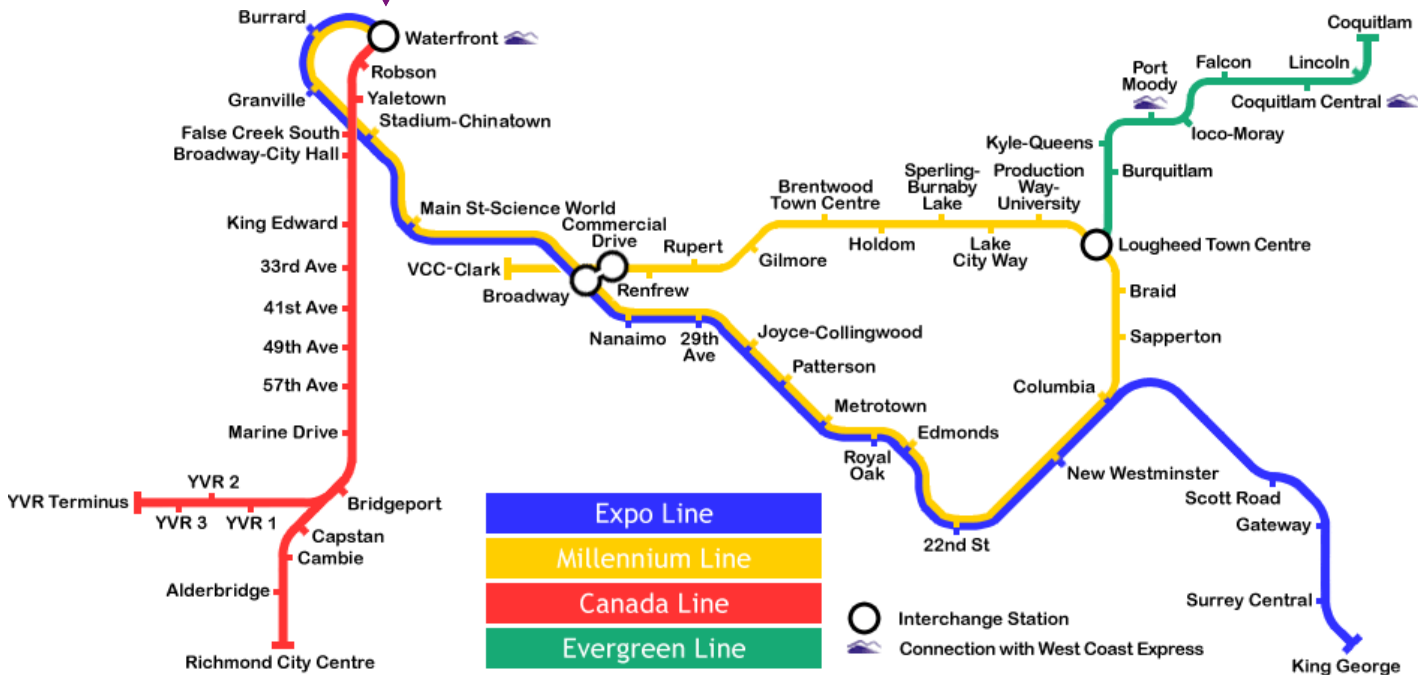 Burrard
Waterfront
Robson
Granville
Yaletown
Stadium-Chinatown
False Creek South
Broadway-City Hall
King Edward
Main St-Science World
33rd Ave
41st Ave
49th Ave
57th Ave
Marine Drive
YVR Terminus
YVR 2
YVR 3
YVR 1
Bridgeport
Capstan
Cambie
Alderbridge
Richmond City Centre
VCC-Clark
Commercial
Drive
Broadway
Renfrew
Rupert
Gilmore
Brentwood
Town Centre
Holdom
Sperling-
Burnaby
Lake
Lake
City Way
Production
Way-
University
Lougheed Town Centre
Braid
Sapperton
Columbia
Nanaimo
29th
Ave
Joyce-Collingwood
Patterson
Metrotown
Royal
Oak
Edmonds
22nd St
New Westminster
Scott Road
Gateway
Surrey Central
King George
Burquitlam
Kyle-Queens
Port
Moody
Ioco-Moray
Falcon
Coquitlam Central
Lincoln
Coquitlam
Expo Line
Millennium Line
Canada Line
Evergreen Line
Interchange Station
Connection with West Coast Express